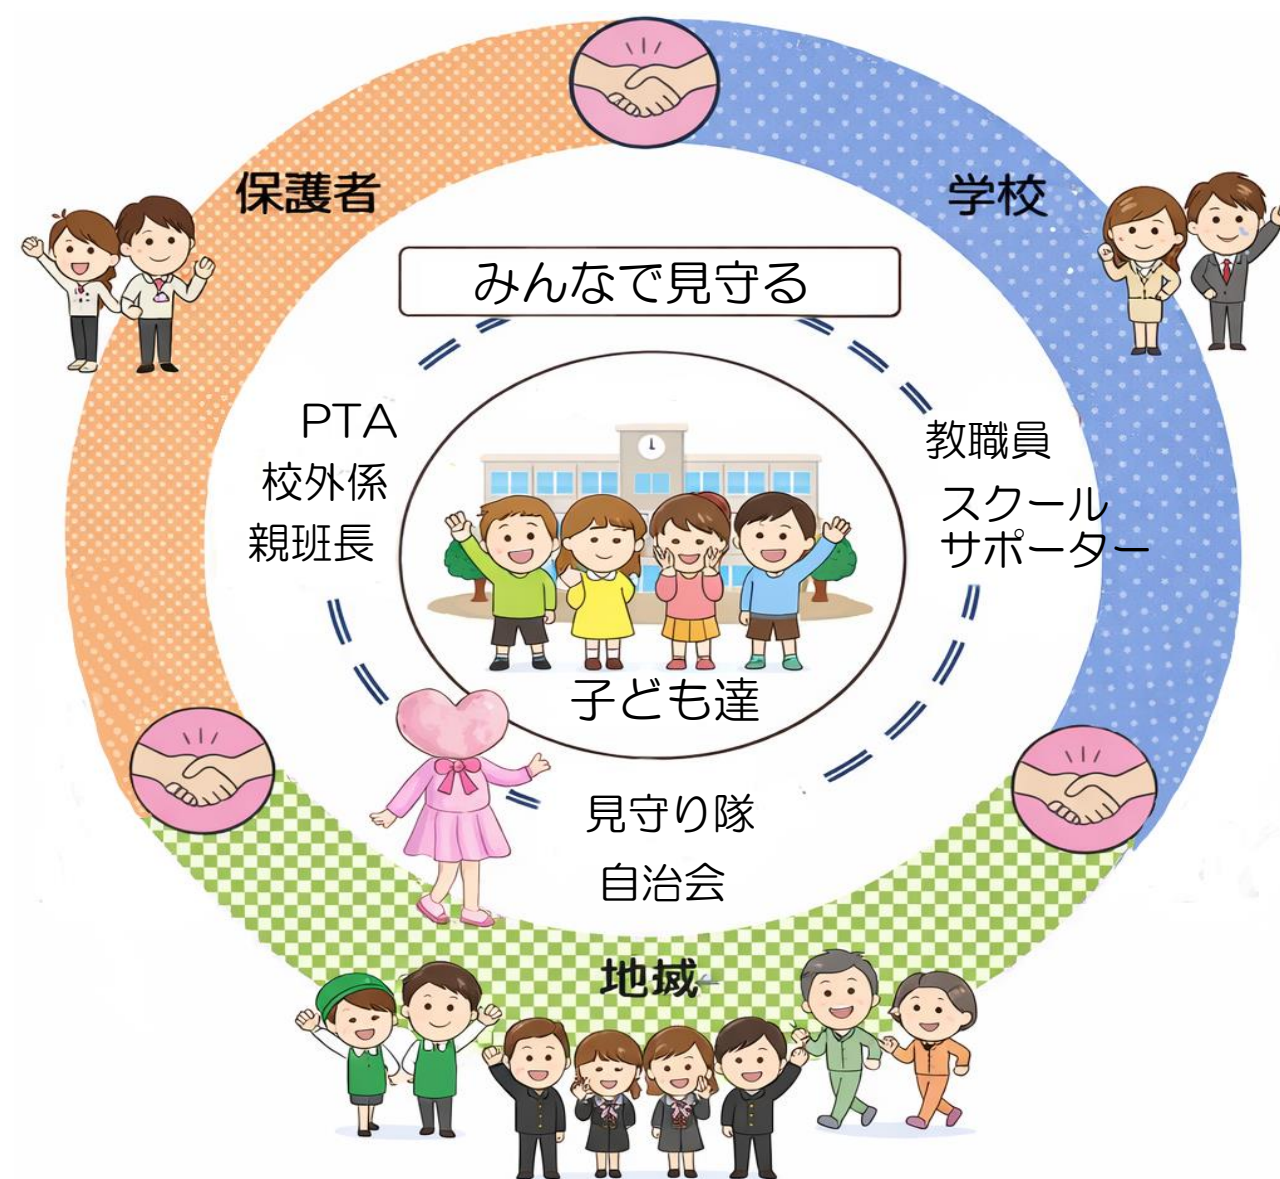 保護者
学校
みんなで見守る
PTA
校外係
親班長
教職員
スクール
サポーター
子ども達
見守り隊
自治会